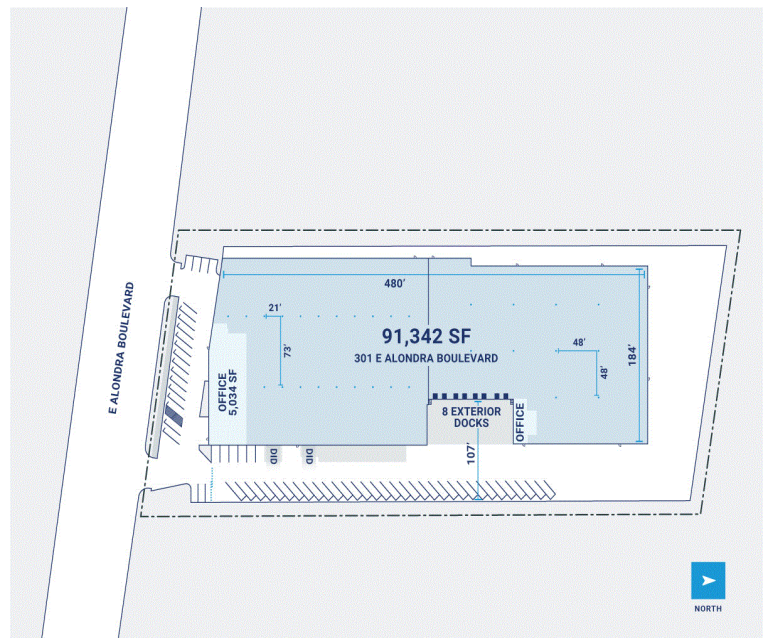 480'
21'
91,342 SF
301 E ALONDRA BOULEVARD
73'
48'
48'
184'
E ALONDRA BOULEVARD
OFFICE
5,034 SF
8 EXTERIOR
DOCKS
OFFICE
107'
DID
DID
NORTH